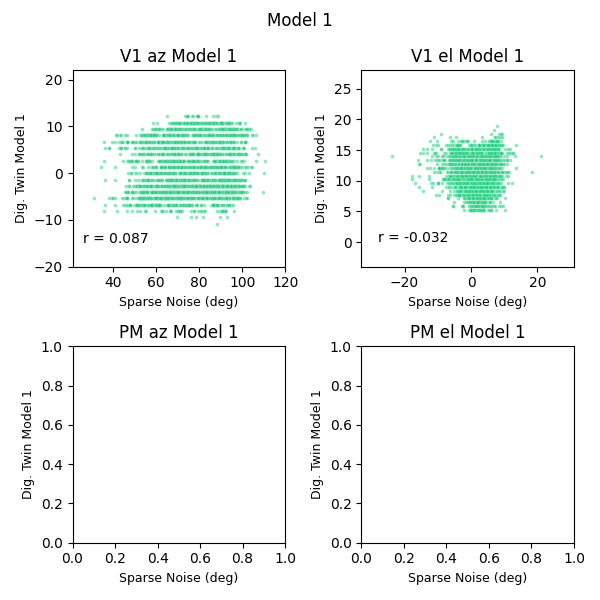 Model 1
V1 az Model 1
V1 el Model 1
Dig. Twin Model 1
20
10
0
−10
−20
r = 0.087
40
60
80
100
120
Sparse Noise (deg)
Dig. Twin Model 1
25
20
15
10
5
0
r = -0.032
−20
0
20
Sparse Noise (deg)
PM az Model 1
PM el Model 1
Dig. Twin Model 1
1.0
0.8
0.6
0.4
0.2
0.0
0.0
0.2
0.4
0.6
0.8
1.0
Sparse Noise (deg)
Dig. Twin Model 1
1.0
0.8
0.6
0.4
0.2
0.0
0.0
0.2
0.4
0.6
0.8
1.0
Sparse Noise (deg)